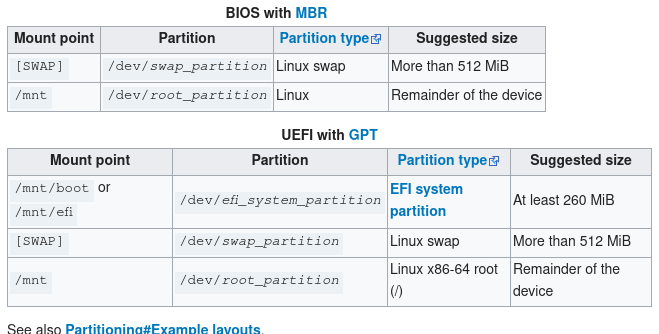 BIOS with MBR
Mount point Partition Partition type Suggested size
[SWAP] /dev/swap_partition Linux swap More than 512 MiB
/mnt /dev/root_partition Linux Remainder of the device
UEFI with GPT
Mount point Partition Partition type Suggested size
/mnt/boot or
/mnt/efi
/dev/efi_system_partition
EFI system
partition
At least 260 MiB
[SWAP] /dev/swap_partition Linux swap More than 512 MiB
/mnt
/dev/root_partition
Linux x86-64 root
(/)
Remainder of the
device
See also Partitioning#Example layouts.